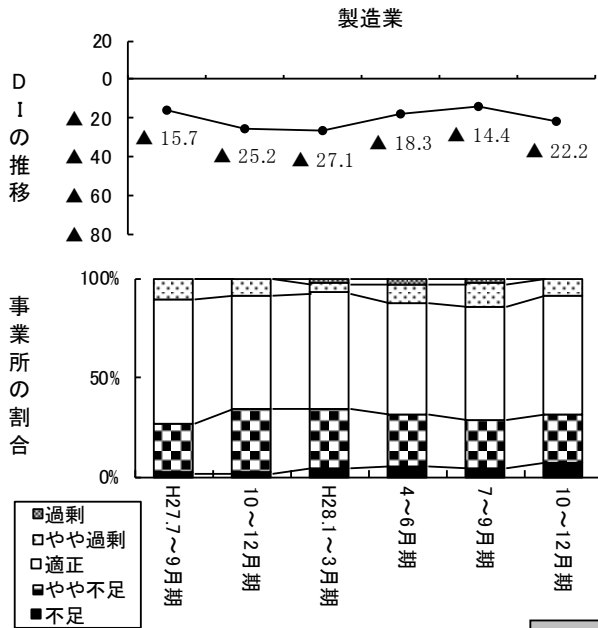 製造業
DIの推移
20
0
▲ 20
▲ 40
▲ 60
▲ 80
▲ 15.7
▲ 25.2
▲ 27.1
▲ 18.3
▲ 14.4
▲ 22.2
事業所の割合
100%
50%
0%
H27.7～9月期
10～12月期
H28.1～3月期
4～6月期
7～9月期
10～12月期
過剰
やや過剰
適正
やや不足
不足